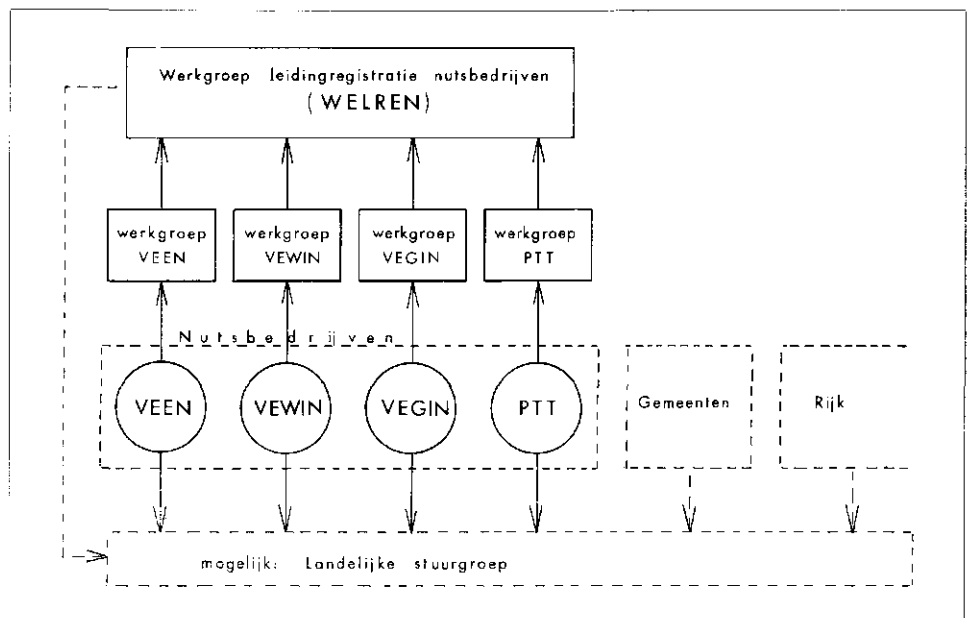 Werkgroep leidingregistratie nutsbedrijven
(WELREN)
werkgroep
VEEN
werkgroep
VEWIN
werkgroep
VEGIN
werkgroep
PTT
Nutsbedrijven
VEEN
VEWIN
VEGIN
PTT
Gemeenten
Rijk
mogelijk: Landelijke stuurgroep